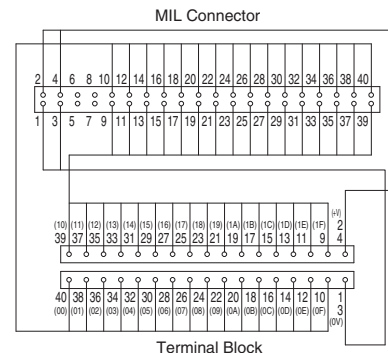 MIL Connector
2 4 6 8 10 12 14 16 18 20 22 24 26 28 30 32 34 36 38 40
1 3 5 7 9 11 13 15 17 19 21 23 25 27 29 31 33 35 37 39
(10) (11) (12) (13) (14) (15) (16) (17) (18) (19) (1A) (1B) (1C) (1D) (1E) (1F) (+V) 2
39 37 35 33 31 29 27 25 23 21 19 17 15 13 11 9 4
40 38 36 34 32 30 28 26 24 22 20 18 16 14 12 10 1
(00) (01) (02) (03) (04) (05) (06) (07) (08) (09) (0A) (0B) (0C) (0D) (0E) (0F) 3
(0V)
Terminal Block